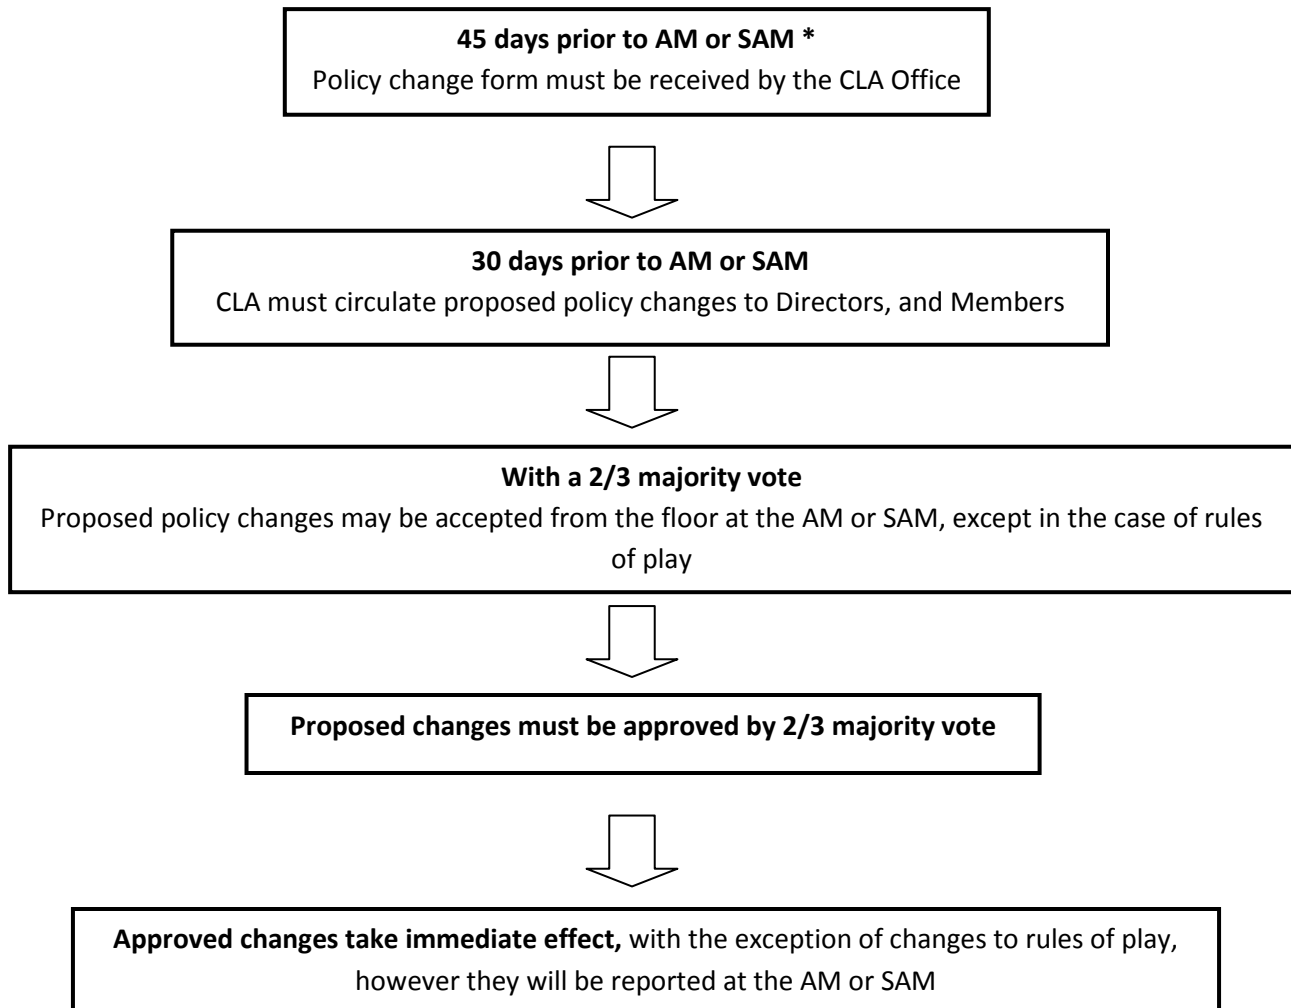 45 days prior to AM or SAM *
Policy change form must be received by the CLA Office
30 days prior to AM or SAM
CLA must circulate proposed policy changes to Directors, and Members
With a 2/3 majority vote
Proposed policy changes may be accepted from the floor at the AM or SAM, except in the case of rules
of play
Proposed changes must be approved by 2/3 majority vote
Approved changes take immediate effect, with the exception of changes to rules of play,
however they will be reported at the AM or SAM